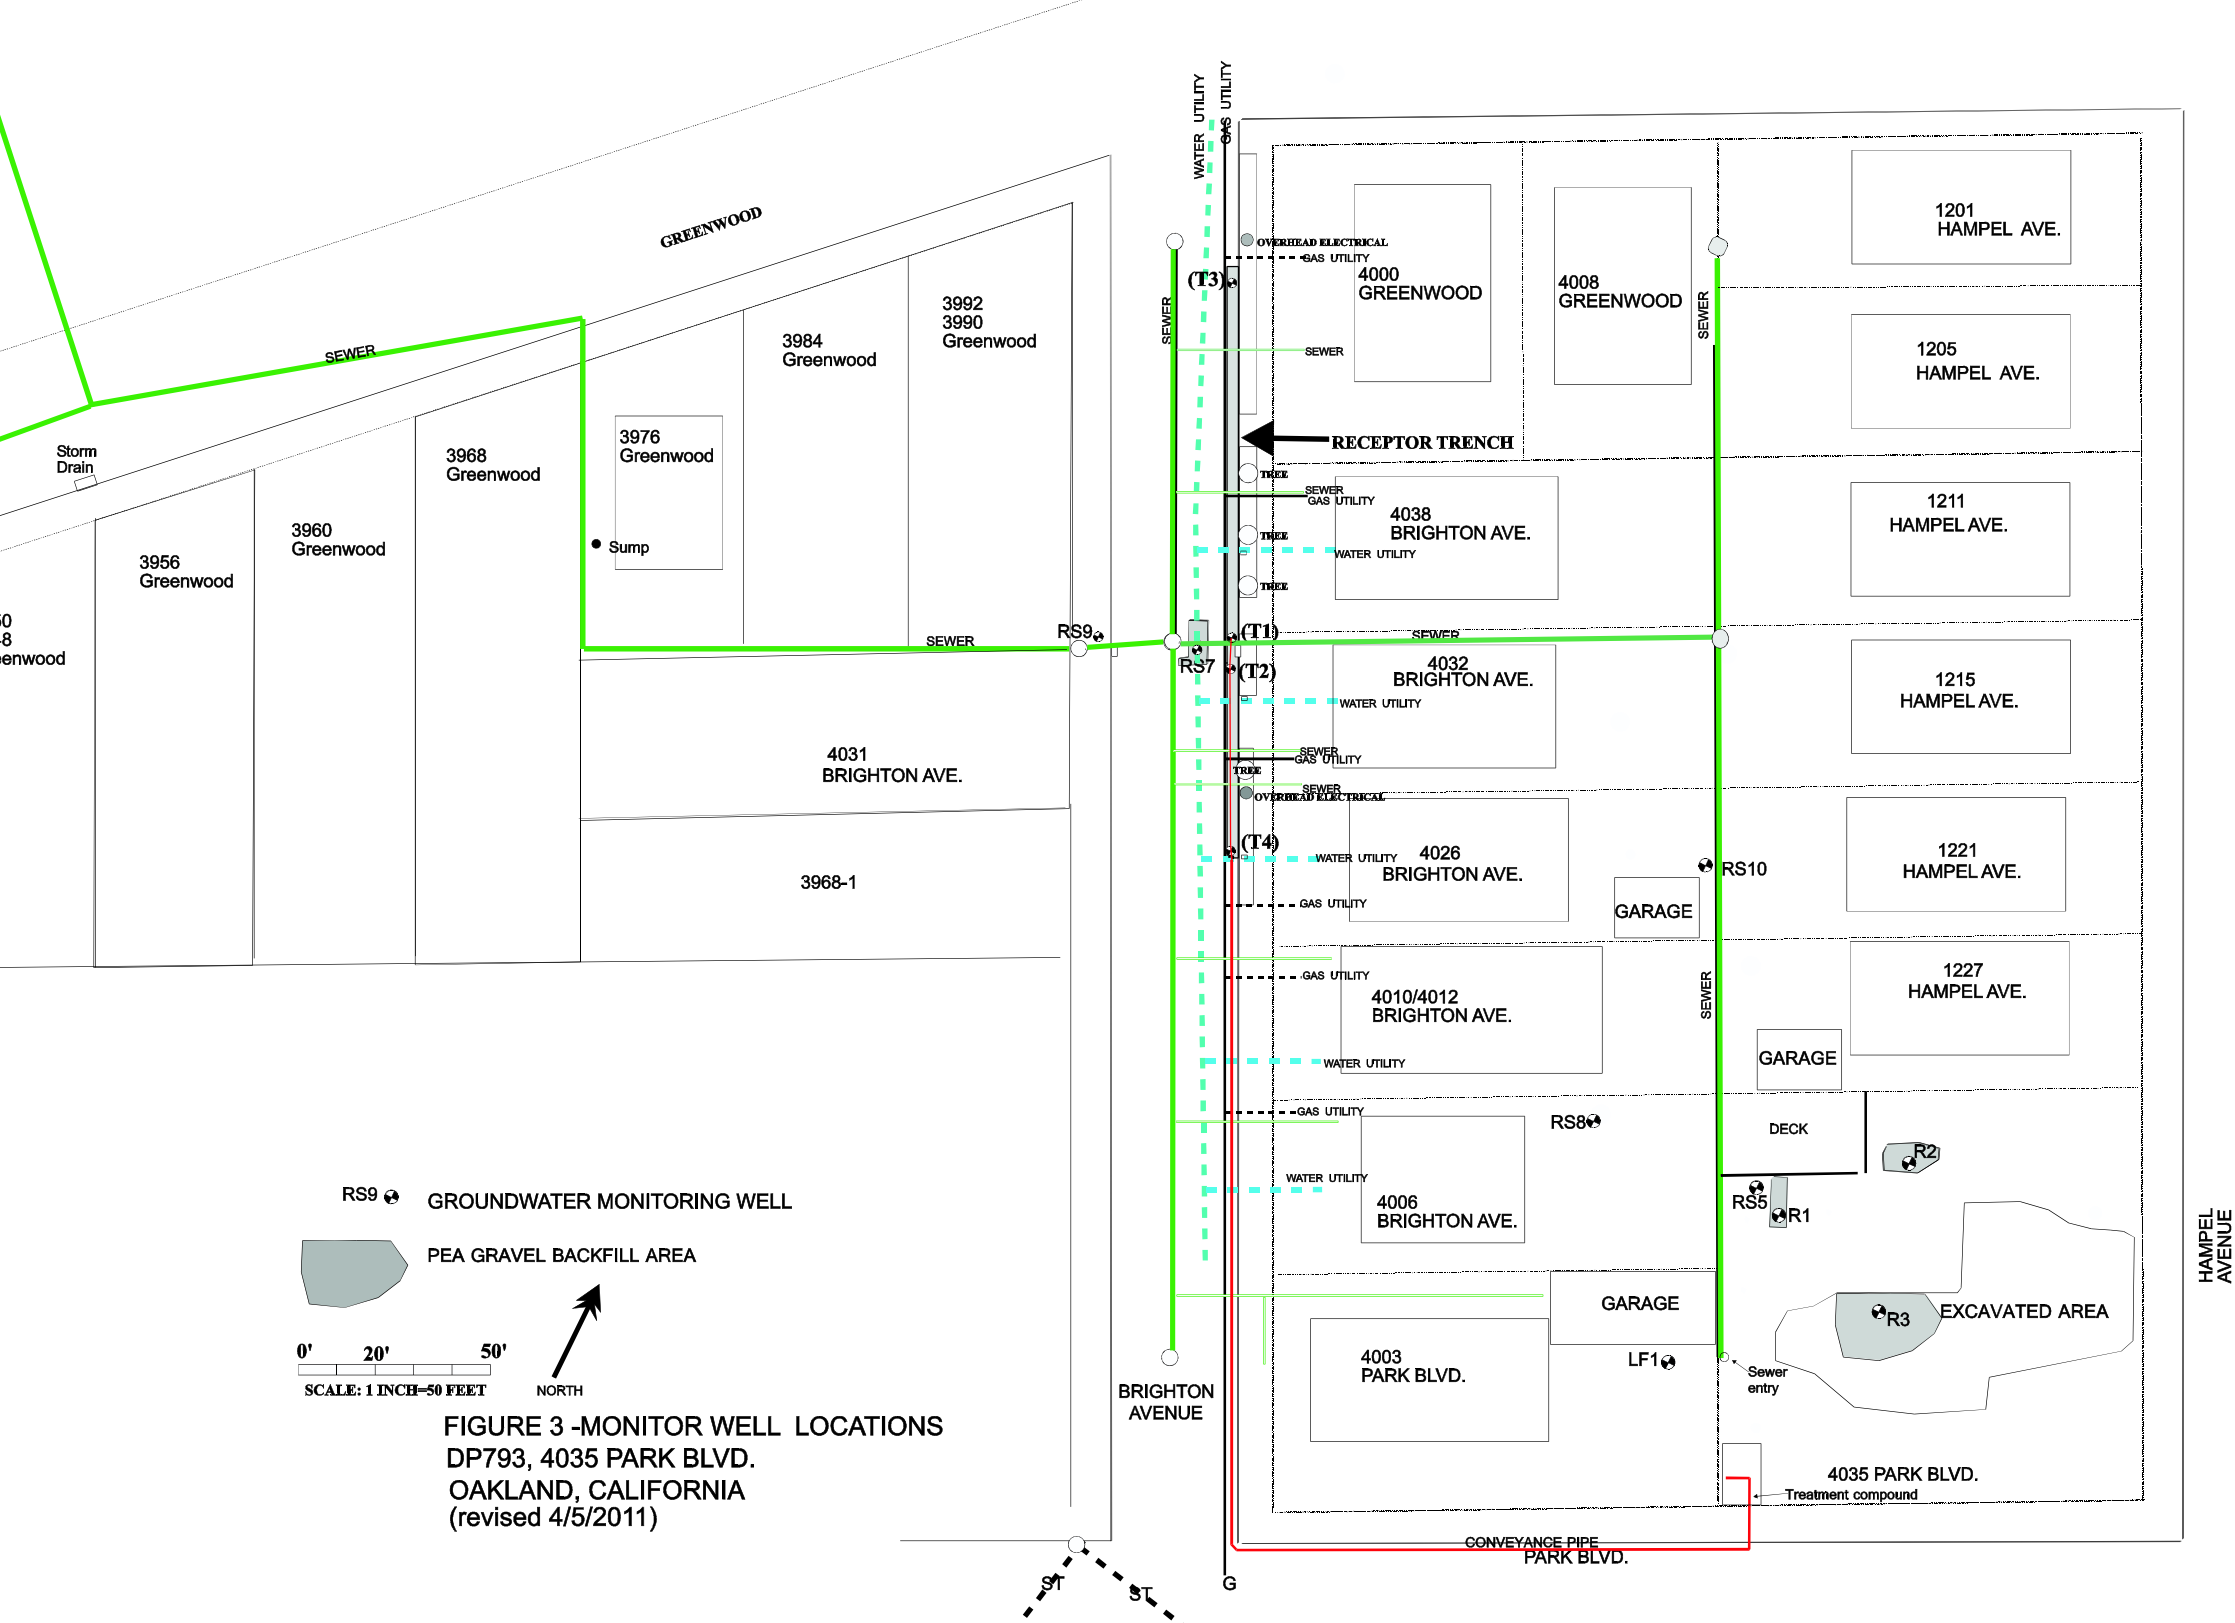 WATER UTILITY
GAS UTILITY
GREENWOOD
OVERHEAD ELECTRICAL
GAS UTILITY
(T3)
4000
GREENWOOD
4008
GREENWOOD
1201
HAMPEL AVE.
SEWER
SEWER
SEWER
SEWER
3992
3990
Greenwood
3984
Greenwood
1205
HAMPEL AVE.
3976
Greenwood
RECEPTOR TRENCH
Storm
Drain
3968
Greenwood
TREE
SEWER
GAS UTILITY
4038
BRIGHTON AVE.
1211
HAMPEL AVE.
3960
Greenwood
Sump
TREE
WATER UTILITY
3956
Greenwood
TREE
50
48
eenwood
RS9
SEWER
(T1)
SEWER
RS7
(T2)
4032
BRIGHTON AVE.
1215
HAMPEL AVE.
WATER UTILITY
4031
BRIGHTON AVE.
SEWER
GAS UTILITY
TREE
SEWER
OVERHEAD ELECTRICAL
(T4)
WATER UTILITY
4026
BRIGHTON AVE.
RS10
1221
HAMPEL AVE.
3968-1
GAS UTILITY
GARAGE
GAS UTILITY
4010/4012
BRIGHTON AVE.
SEWER
1227
HAMPEL AVE.
GARAGE
WATER UTILITY
GAS UTILITY
RS8
DECK
R2
WATER UTILITY
4006
BRIGHTON AVE.
RS5
R1
RS9
GROUNDWATER MONITORING WELL
PEA GRAVEL BACKFILL AREA
HAMPEL
AVENUE
GARAGE
R3
EXCAVATED AREA
0' 20' 50'
SCALE: 1 INCH=50 FEET
NORTH
4003
PARK BLVD.
LF1
Sewer
entry
BRIGHTON
AVENUE
FIGURE 3 -MONITOR WELL LOCATIONS
DP793, 4035 PARK BLVD.
OAKLAND, CALIFORNIA
(revised 4/5/2011)
4035 PARK BLVD.
Treatment compound
CONVEYANCE PIPE
PARK BLVD.
ST
ST
G